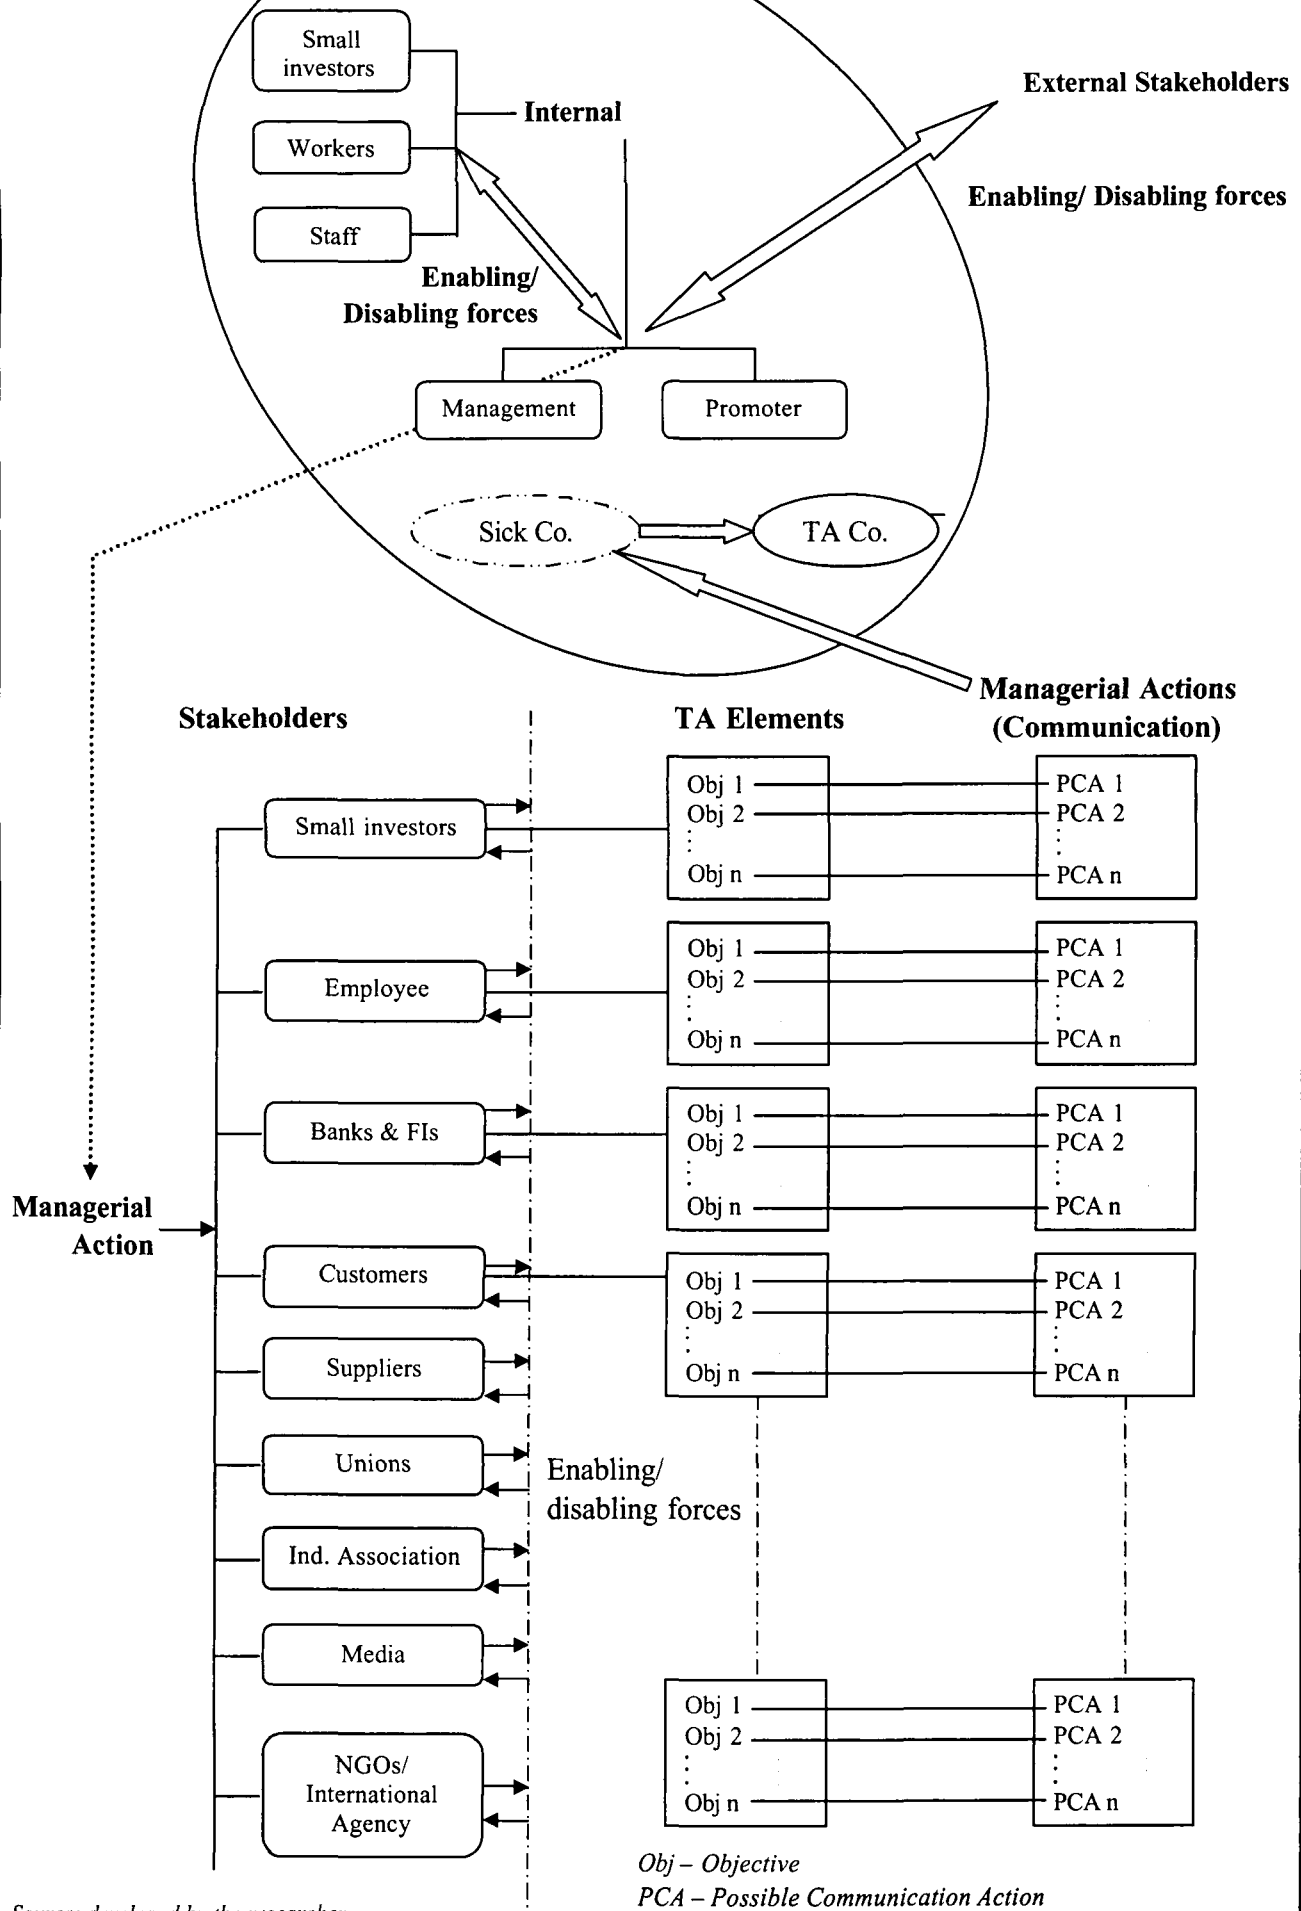 Small
investors
External Stakeholders
Internal
Workers
Enabling/ Disabling forces
Staff
Enabling/
Disabling forces
Management
Promoter
Sick Co.
TA Co.
Managerial Actions
(Communication)
Stakeholders
TA Elements
Small investors
Obj 1
Obj 2
Obj n
PCA 1
PCA 2
PCA n
Employee
Obj 1
Obj 2
Obj n
PCA 1
PCA 2
PCA n
Banks & FIs
Obj 1
Obj 2
Obj n
PCA 1
PCA 2
PCA n
Managerial
Action
Customers
Obj 1
Obj 2
Obj n
PCA 1
PCA 2
PCA n
Suppliers
Unions
Enabling/
disabling forces
Ind. Association
Media
NGOs/
International
Agency
Obj 1
Obj 2
Obj n
PCA 1
PCA 2
PCA n
Obj – Objective
PCA – Possible Communication Action